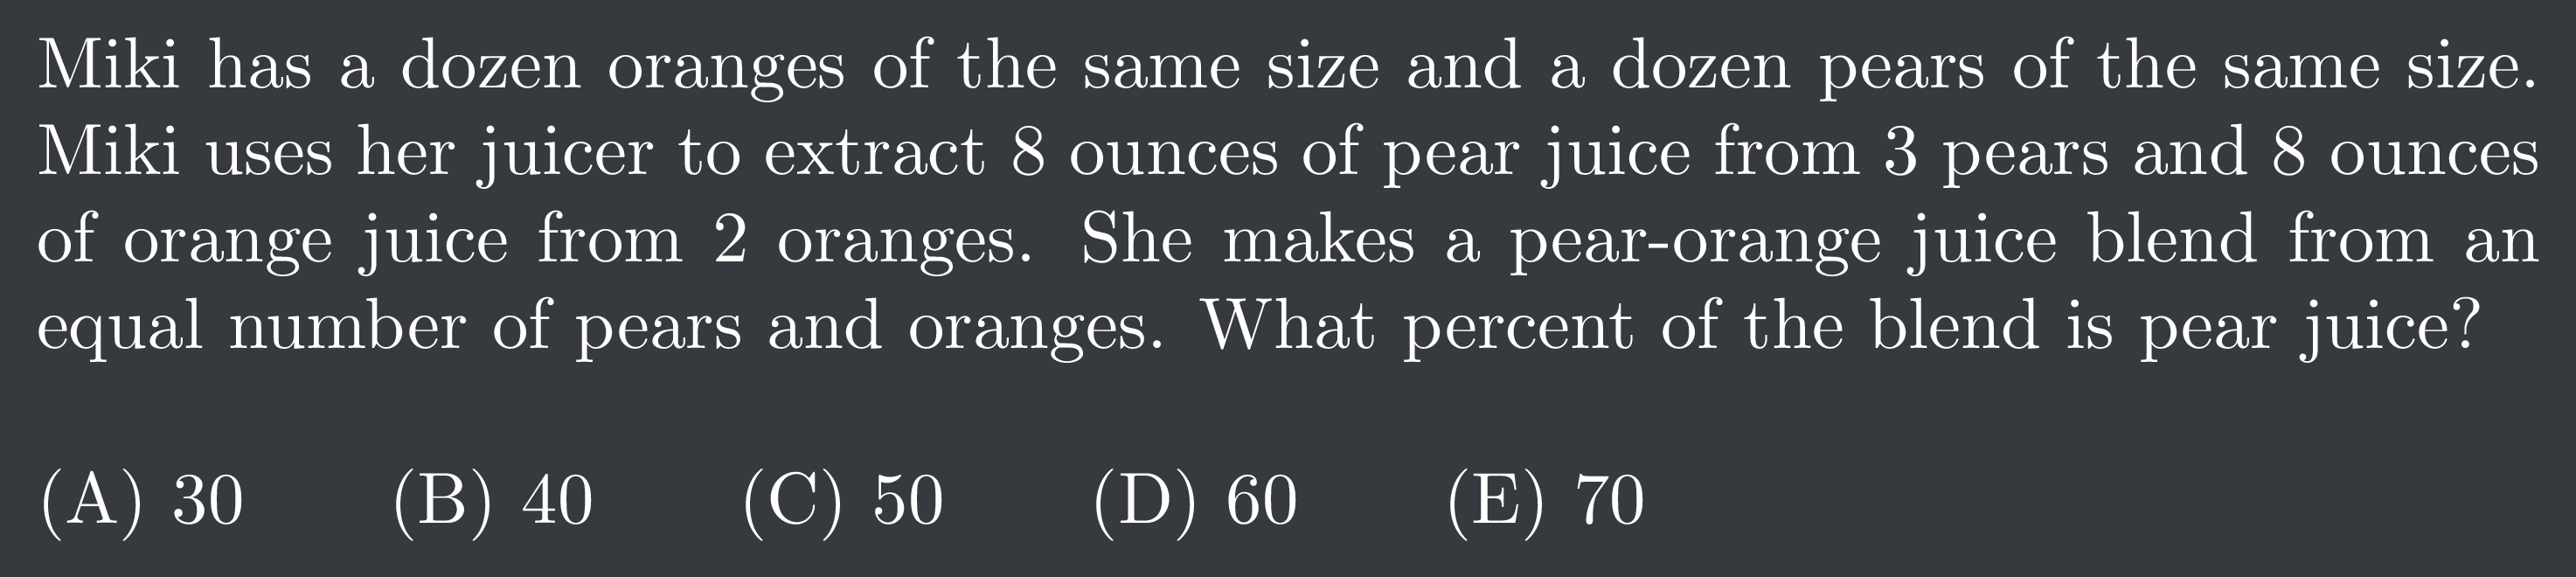 Miki has a dozen oranges of the same size and a dozen pears of the same size.
Miki uses her juicer to extract 8 ounces of pear juice from 3 pears and 8 ounces
of orange juice from 2 oranges. She makes a pear-orange juice blend from an
equal number of pears and oranges. What percent of the blend is pear juice?
(A) 30 (B) 40 (C) 50 (D) 60 (E) 70